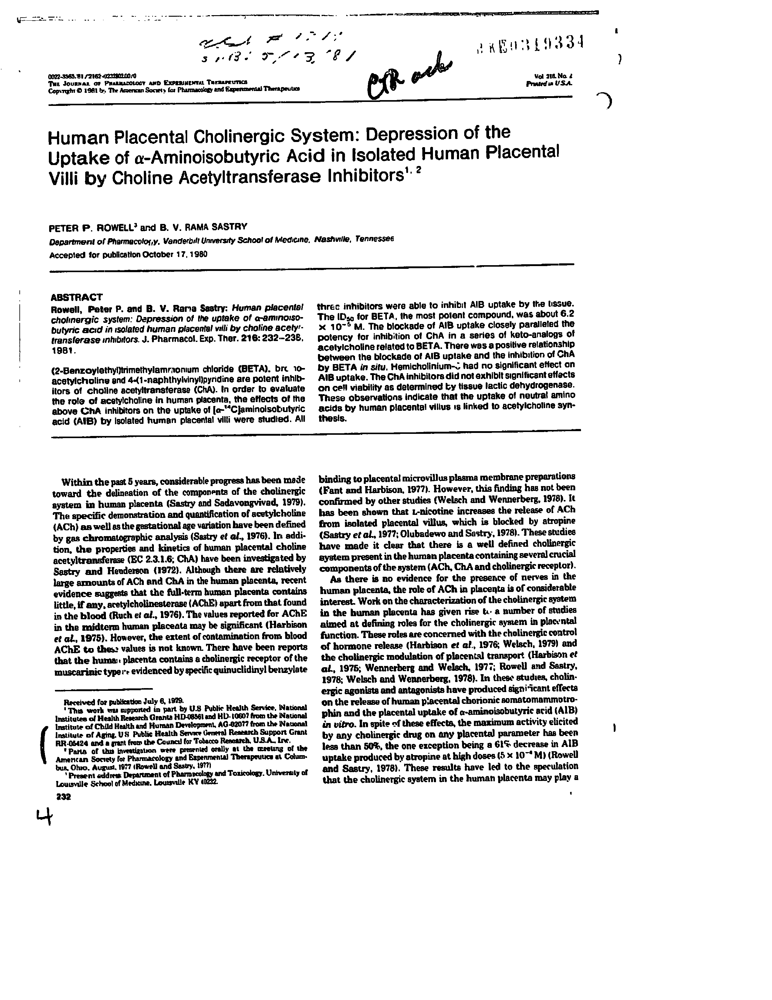 5/13/81
CTR ack
0022-3565/81/2162-0232$02.00/0
THE JOURNAL OF PHARMACOLOGY AND EXPERIMENTAL THERAPEUTICS
Copyright © 1981 by The American Society for Pharmacology and Experimental Therapeutics
Vol 216, No.
Printed in U.S.A.
Human Placental Cholinergic System: Depression of the
Uptake of α-Aminoisobutyric Acid in Isolated Human Placental
Villi by Choline Acetyltransferase Inhibitors1, 2
PETER P. ROWELL3 and B. V. RAMA SASTRY
Department of Pharmacology, Vanderbilt University School of Medicine, Nashville, Tennessee
Accepted for publication October 17, 1980
ABSTRACT
Rowell, Peter P. and B. V. Rama Sastry: Human placental
cholinergic system: Depression of the uptake of α-aminoiso-
butyric acid in isolated human placental villi by choline acetyl-
transferase inhibitors. J. Pharmacol. Exp. Ther. 216: 232-238,
1981.
(2-Benzoylethyl)trimethylammonium chloride (BETA), bromo-
acetylcholine and 4-(1-naphthylvinyl)pyridine are potent inhib-
itors of choline acetyltransferase (ChA). In order to evaluate
the role of acetylcholine in human placenta, the effects of the
above ChA inhibitors on the uptake of [α-14C]aminoisobutyric
acid (AIB) by isolated human placental villi were studied. All
three inhibitors were able to inhibit AIB uptake by the tissue.
The ID50 for BETA, the most potent compound, was about 6.2
× 10-5 M. The blockade of AIB uptake closely paralleled the
potency for inhibition of ChA in a series of keto-analogs of
acetylcholine related to BETA. There was a positive relationship
between the blockade of AIB uptake and the inhibition of ChA
by BETA in situ. Hemicholinium-3 had no significant effect on
AIB uptake. The ChA inhibitors did not exhibit significant effects
on cell viability as determined by tissue lactic dehydrogenase.
These observations indicate that the uptake of neutral amino
acids by human placental villus is linked to acetylcholine syn-
thesis.
Within the past 5 years, considerable progress has been made
toward the delineation of the components of the cholinergic
system in human placenta (Sastry and Sadavongvivad, 1979).
The specific demonstration and quantification of acetylcholine
(ACh) as well as the gestational age variation have been defined
by gas chromatographic analysis (Sastry et al., 1976). In addi-
tion, the properties and kinetics of human placental choline
acetyltransferase (EC 2.3.1.6; ChA) have been investigated by
Sastry and Henderson (1972). Although there are relatively
large amounts of ACh and ChA in the human placenta, recent
evidence suggests that the full-term human placenta contains
little, if any, acetylcholinesterase (AChE) apart from that found
in the blood (Ruch et al., 1976). The values reported for AChE
in the midterm human placenta may be significant (Harbison
et al., 1975). However, the extent of contamination from blood
AChE to these values is not known. There have been reports
that the human placenta contains a cholinergic receptor of the
muscarinic type evidenced by specific quinuclidinyl benzylate
Received for publication July 6, 1979.
1 This work was supported in part by U.S Public Health Service, National
Institutes of Health Research Grants HD-08561 and HD-10607 from the National
Institute of Child Health and Human Development, AG-02077 from the National
Institute of Aging, U S Public Health Service General Research Support Grant
RR-05424 and a grant from the Council for Tobacco Research, U.S.A., Inc.
2 Parts of this investigation were presented orally at the meeting of the
American Society for Pharmacology and Experimental Therapeutics at Colum-
bus, Ohio, August, 1977 (Rowell and Sastry, 1977)
3 Present address Department of Pharmacology and Toxicology, University of
Louisville School of Medicine, Louisville KY 40232.
232
4
binding to placental microvillus plasma membrane preparations
(Fant and Harbison, 1977). However, this finding has not been
confirmed by other studies (Welsch and Wennerberg, 1978). It
has been shown that L-nicotine increases the release of ACh
from isolated placental villus, which is blocked by atropine
(Sastry et al., 1977; Olubadewo and Sastry, 1978). These studies
have made it clear that there is a well defined cholinergic
system present in the human placenta containing several crucial
components of the system (ACh, ChA and cholinergic receptor).
As there is no evidence for the presence of nerves in the
human placenta, the role of ACh in placenta is of considerable
interest. Work on the characterization of the cholinergic system
in the human placenta has given rise to a number of studies
aimed at defining roles for the cholinergic system in placental
function. These roles are concerned with the cholinergic control
of hormone release (Harbison et al., 1976; Welsch, 1979) and
the cholinergic modulation of placental transport (Harbison et
al., 1975; Wennerberg and Welsch, 1977; Rowell and Sastry,
1978; Welsch and Wennerberg, 1978). In these studies, cholin-
ergic agonists and antagonists have produced significant effects
on the release of human placental chorionic somatomammotro-
phin and the placental uptake of α-aminoisobutyric acid (AIB)
in vitro. In spite of these effects, the maximum activity elicited
by any cholinergic drug on any placental parameter has been
less than 50%, the one exception being a 61% decrease in AIB
uptake produced by atropine at high doses (5 × 10-4 M) (Rowell
and Sastry, 1978). These results have led to the speculation
that the cholinergic system in the human placenta may play a